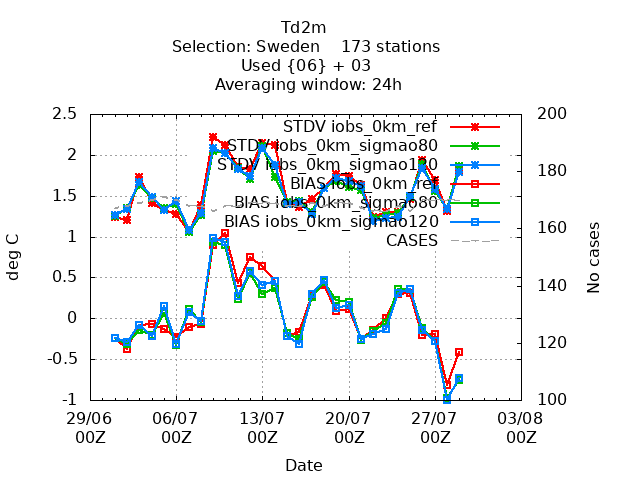 Td2m
Selection: Sweden    173 stations
Used {06} + 03
Averaging window: 24h
2.5
2
1.5
1
0.5
0
-0.5
-1
200
180
160
140
120
100
deg C
No cases
STDV iobs_0km_ref
STDV iobs_0km_sigmao80
STDV iobs_0km_sigmao120
BIAS iobs_0km_ref
BIAS iobs_0km_sigmao80
BIAS iobs_0km_sigmao120
CASES
29/06 06/07 13/07 20/07 27/07 03/08
00Z 00Z 00Z 00Z 00Z 00Z
Date